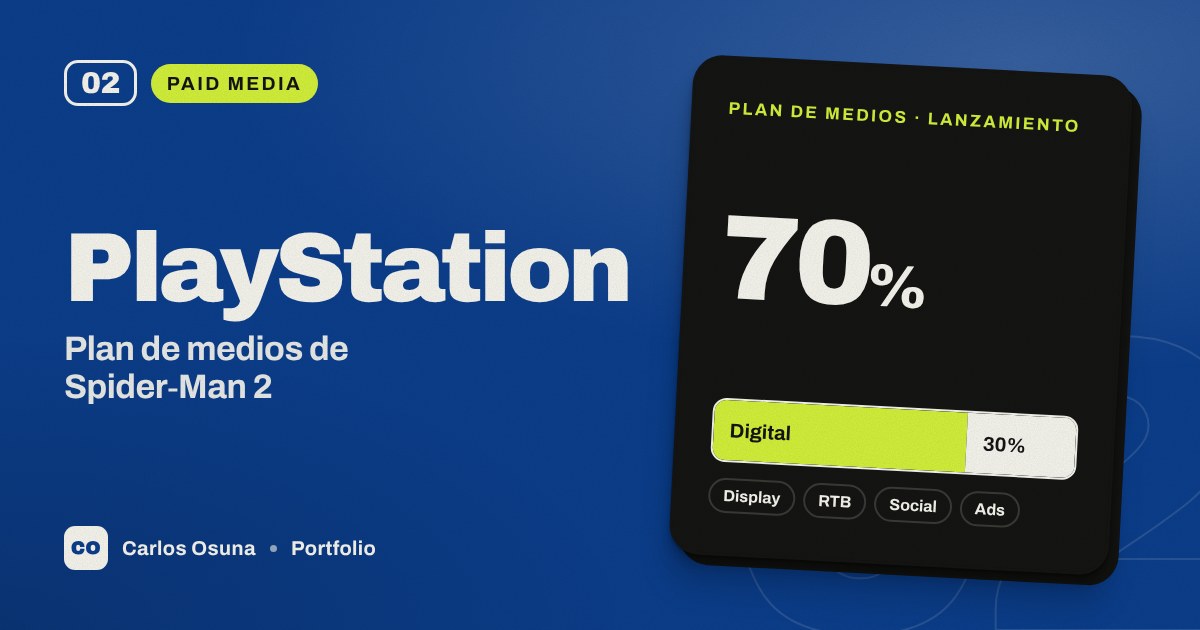 02
PAID MEDIA
PlayStation
Plan de medios de
Spider-Man 2
co
Carlos Osuna • Portfolio
PLAN DE MEDIOS · LANZAMIENTO
70%
Digital 30%
Display RTB Social Ads